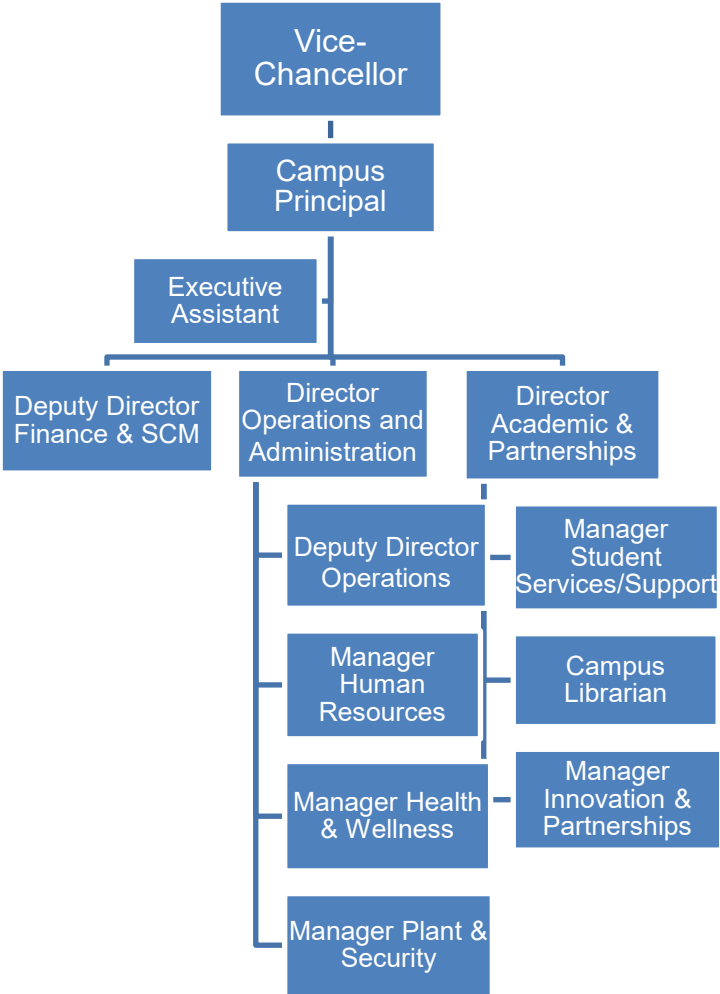 Vice-
Chancellor
Campus
Principal
Executive
Assistant
Deputy Director
Finance & SCM
Director
Operations and
Administration
Director
Academic &
Partnerships
Deputy Director
Operations
Manager
Human
Resources
Manager Health
& Wellness
Manager Plant &
Security
Manager
Student
Services/Support
Campus
Librarian
Manager
Innovation &
Partnerships